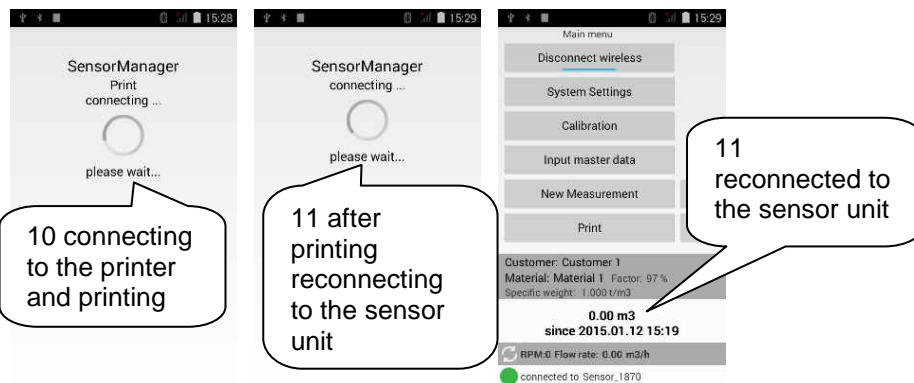 15:28
SensorManager
Print
connecting ...
please wait...
10 connecting
to the printer
and printing
15:29
SensorManager
connecting ...
please wait...
11 after
printing
reconnecting
to the sensor
unit
15:29
Main menu
Disconnect wireless
System Settings
Calibration
Input master data
New Measurement
Print
11
reconnected to
the sensor unit
Customer: Customer 1
Material: Material 1 Factor: 97 %
Specific weight: 1.000 t/m3
0.00 m3
since 2015.01.12 15:19
RPM:0 Flow rate: 0.00 m3/h
connected to Sensor_1870